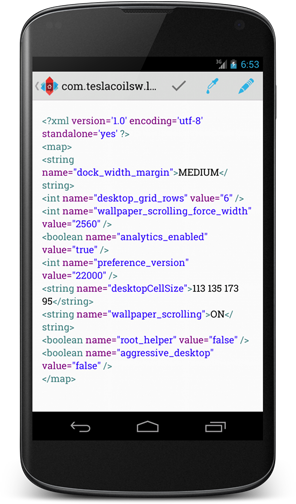 3G 6:53
com.teslacoilsw.l...
<?xml version='1.0' encoding='utf-8'
standalone='yes' ?>
<map>
<string
name="dock_width_margin">MEDIUM</
string>
<int name="desktop_grid_rows" value="6" />
<int name="wallpaper_scrolling_force_width"
value="2560" />
<boolean name="analytics_enabled"
value="true" />
<int name="preference_version"
value="22000" />
<string name="desktopCellSize">113 135 173
95</string>
<string name="wallpaper_scrolling">ON</
string>
<boolean name="root_helper" value="false" />
<boolean name="aggressive_desktop"
value="false" />
</map>